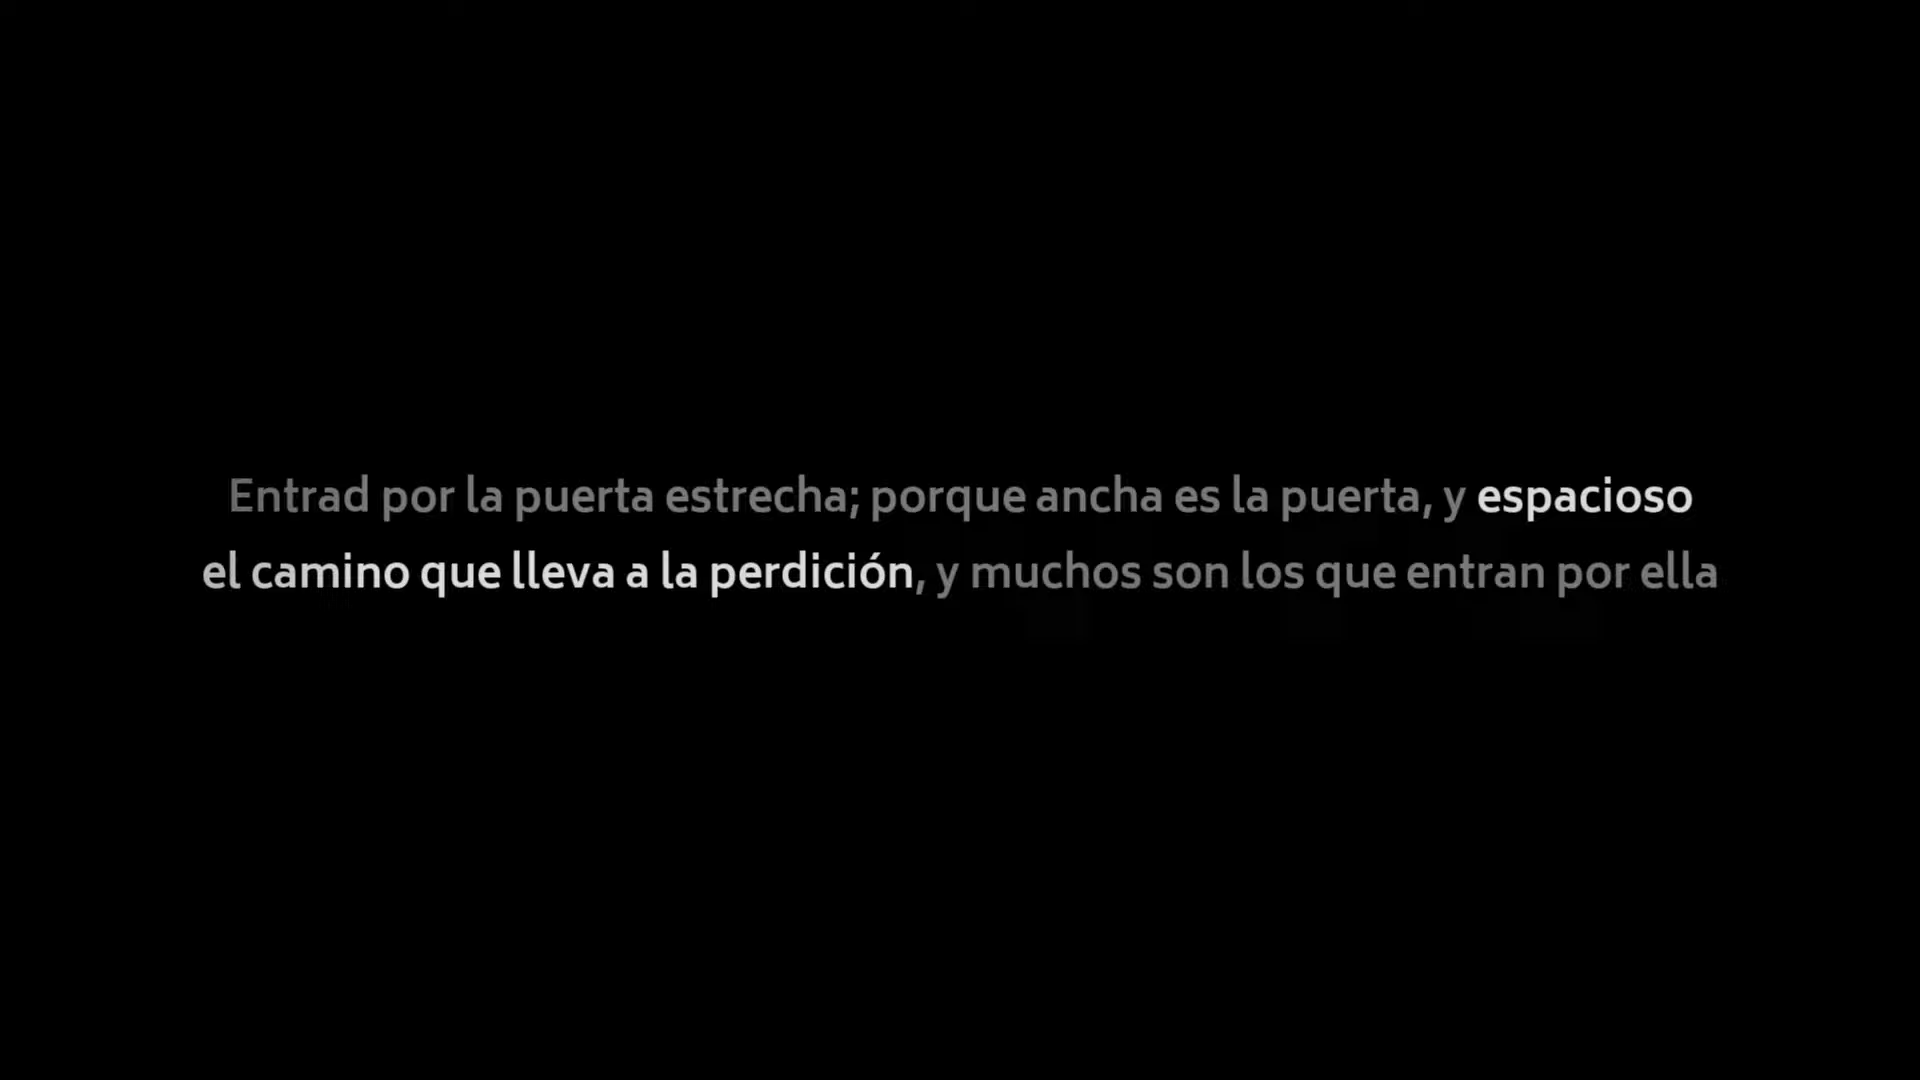 Entrad por la puerta estrecha; porque ancha es la puerta, y espacioso
el camino que lleva a la perdición, y muchos son los que entran por ella